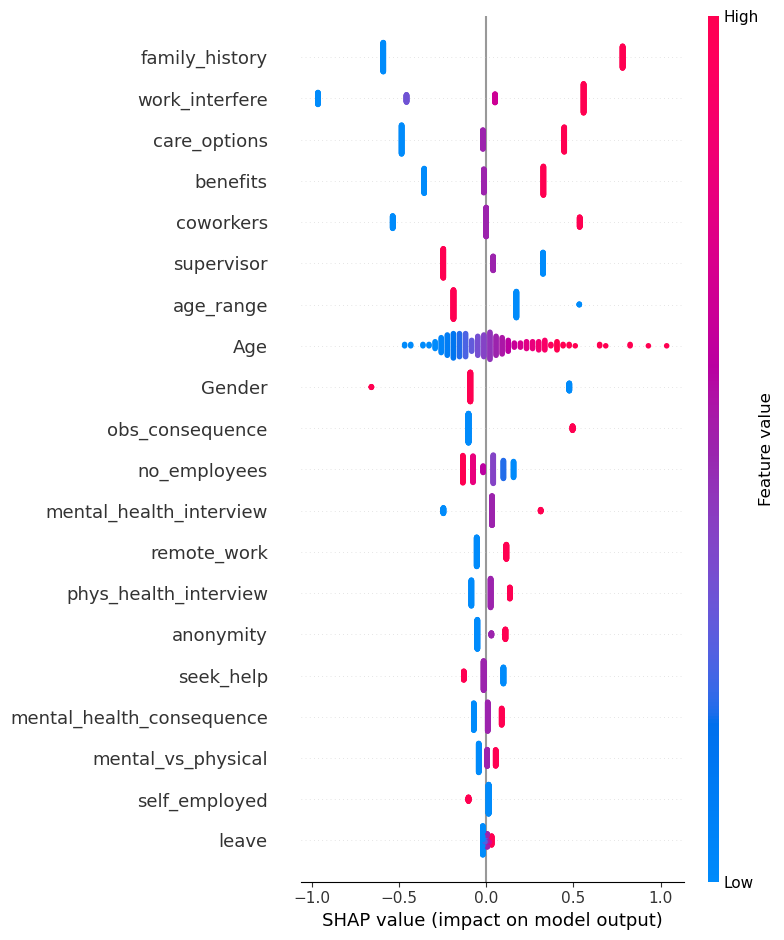 High
family_history
work_interfere
care_options
benefits
coworkers
supervisor
age_range
Age
Gender
obs_consequence
no_employees
mental_health_interview
remote_work
phys_health_interview
anonymity
seek_help
mental_health_consequence
mental_vs_physical
self_employed
leave
Feature value
Low
−1.0 −0.5 0.0 0.5 1.0
SHAP value (impact on model output)